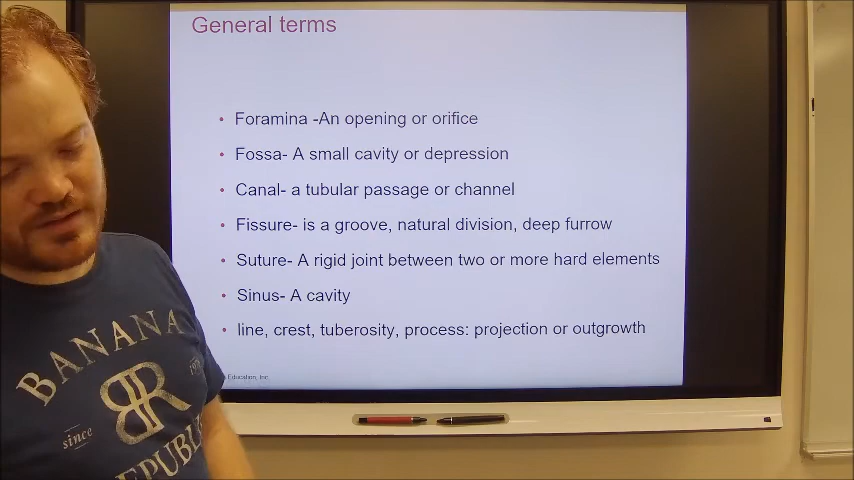 General terms
• Foramina -An opening or orifice
• Fossa- A small cavity or depression
• Canal- a tubular passage or channel
• Fissure- is a groove, natural division, deep furrow
• Suture- A rigid joint between two or more hard elements
• Sinus- A cavity
• line, crest, tuberosity, process: projection or outgrowth
Education, Inc.
BANANA
since
BR
EPUBLI